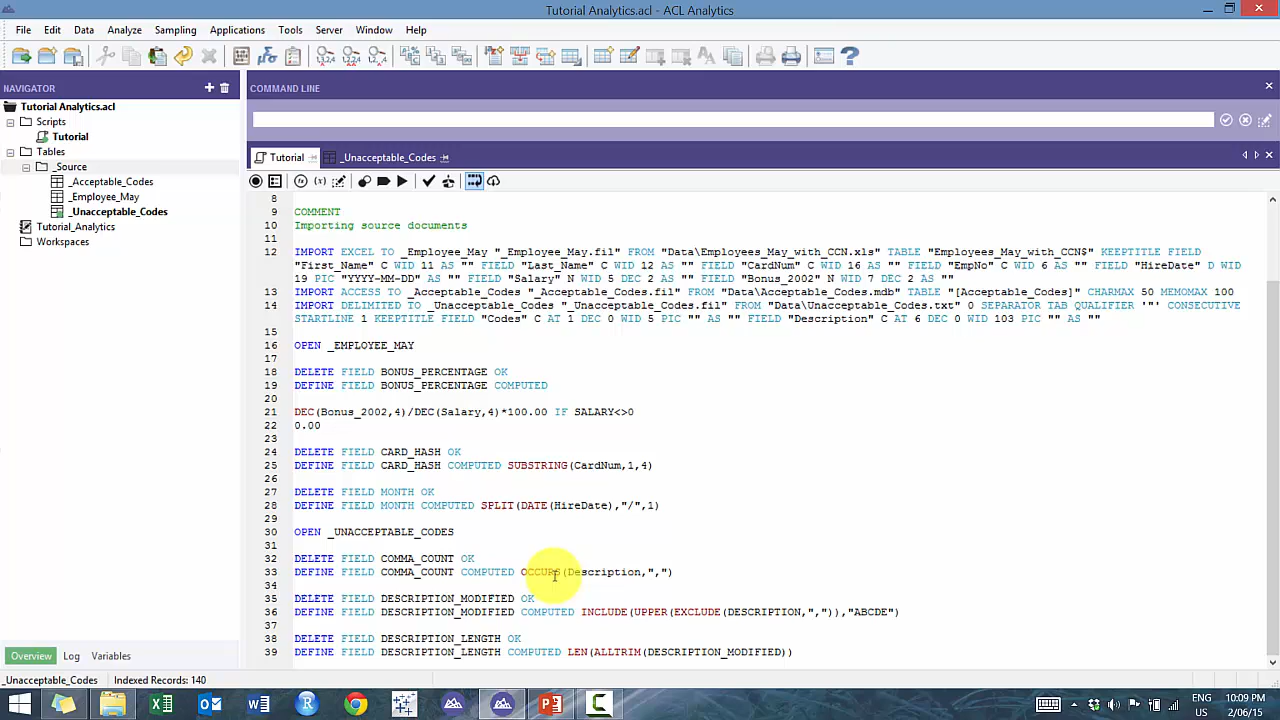 Tutorial Analytics.acl - ACL Analytics
File Edit Data Analyze Sampling Applications Tools Server Window Help
NAVIGATOR
COMMAND LINE
Tutorial Analytics.acl
Scripts
Tutorial
Tables
_Source
_Acceptable_Codes
_Employee_May
_Unacceptable_Codes
Tutorial_Analytics
Workspaces
Tutorial _Unacceptable_Codes
8
9 COMMENT
10 Importing source documents
11
12 IMPORT EXCEL TO _Employee_May "_Employee_May.fil" FROM "Data\Employees_May_with_CCN.xls" TABLE "Employees_May_with_CCN$" KEEPTITLE FIELD
"First_Name" C WID 11 AS "" FIELD "Last_Name" C WID 12 AS "" FIELD "CardNum" C WID 16 AS "" FIELD "EmpNo" C WID 6 AS "" FIELD "HireDate" D WID
19 PIC "YYYY-MM-DD" AS "" FIELD "Salary" N WID 5 DEC 2 AS "" FIELD "Bonus_2002" N WID 7 DEC 2 AS ""
13 IMPORT ACCESS TO _Acceptable_Codes "_Acceptable_Codes.fil" FROM "Data\Acceptable_Codes.mdb" TABLE "[Acceptable_Codes]" CHARMAX 50 MEMOMAX 100
14 IMPORT DELIMITED TO _Unacceptable_Codes "_Unacceptable_Codes.fil" FROM "Data\Unacceptable_Codes.txt" 0 SEPARATOR TAB QUALIFIER '"' CONSECUTIVE
STARTLINE 1 KEEPTITLE FIELD "Codes" C AT 1 DEC 0 WID 5 PIC "" AS "" FIELD "Description" C AT 6 DEC 0 WID 103 PIC "" AS ""
15
16 OPEN _EMPLOYEE_MAY
17
18 DELETE FIELD BONUS_PERCENTAGE OK
19 DEFINE FIELD BONUS_PERCENTAGE COMPUTED
20
21 DEC(Bonus_2002,4)/DEC(Salary,4)*100.00 IF SALARY<>0
22 0.00
23
24 DELETE FIELD CARD_HASH OK
25 DEFINE FIELD CARD_HASH COMPUTED SUBSTRING(CardNum,1,4)
26
27 DELETE FIELD MONTH OK
28 DEFINE FIELD MONTH COMPUTED SPLIT(DATE(HireDate),"/",1)
29
30 OPEN _UNACCEPTABLE_CODES
31
32 DELETE FIELD COMMA_COUNT OK
33 DEFINE FIELD COMMA_COUNT COMPUTED OCCURS(Description,",")
34
35 DELETE FIELD DESCRIPTION_MODIFIED OK
36 DEFINE FIELD DESCRIPTION_MODIFIED COMPUTED INCLUDE(UPPER(EXCLUDE(DESCRIPTION,",")),"ABCDE")
37
38 DELETE FIELD DESCRIPTION_LENGTH OK
39 DEFINE FIELD DESCRIPTION_LENGTH COMPUTED LEN(ALLTRIM(DESCRIPTION_MODIFIED))
Overview Log Variables
_Unacceptable_Codes Indexed Records: 140
ENG 10:09 PM
US 2/06/15